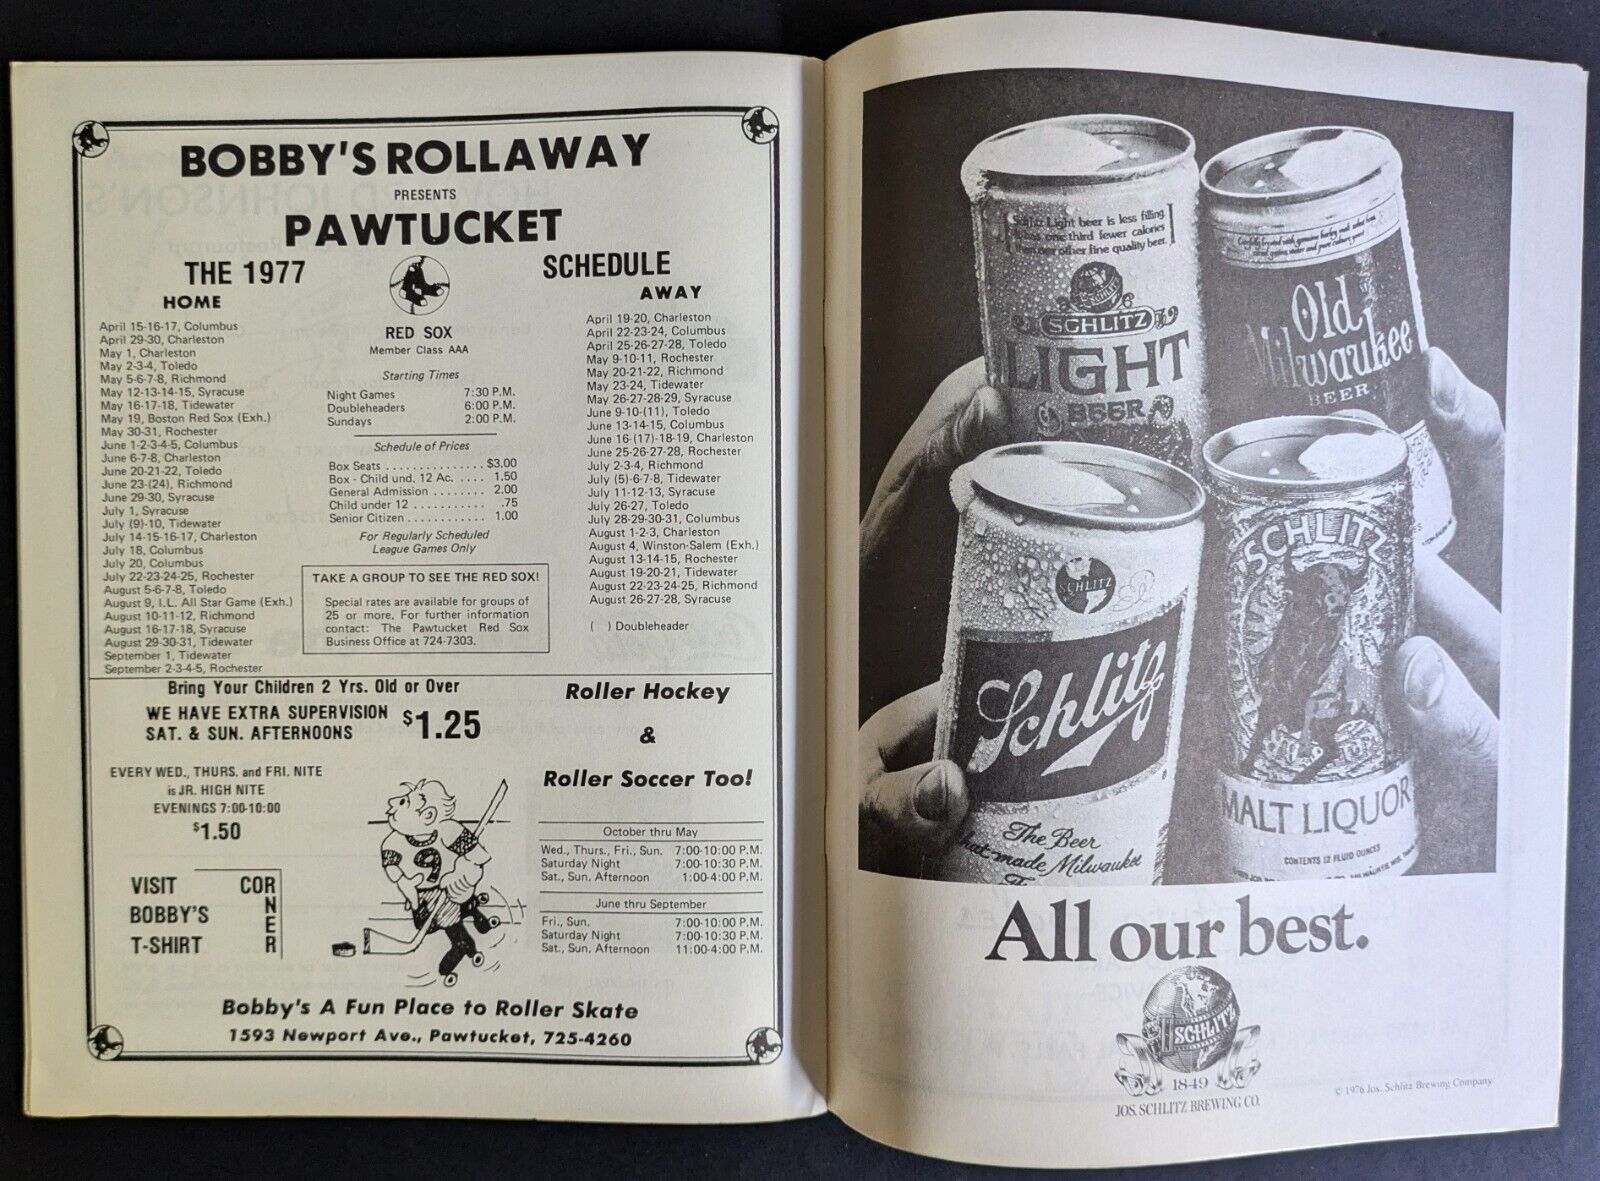 BOBBY'S ROLLAWAY
PRESENTS
PAWTUCKET
THE 1977 SCHEDULE
HOME
April 15-16-17, Columbus
April 29-30, Charleston
May 1, Charleston
May 2-3-4, Toledo
May 5-6-7-8, Richmond
May 12-13-14-15, Syracuse
May 16-17-18, Tidewater
May 19, Boston Red Sox (Exh.)
May 30-31, Rochester
June 1-2-3-4-5, Columbus
June 6-7-8, Charleston
June 20-21-22, Toledo
June 23-(24), Richmond
June 29-30, Syracuse
July 1, Syracuse
July (9)-10, Tidewater
July 14-15-16-17, Charleston
July 18, Columbus
July 20, Columbus
July 22-23-24-25, Rochester
August 5-6-7-8, Toledo
August 9, I.L. All Star Game (Exh.)
August 10-11-12, Richmond
August 16-17-18, Syracuse
August 29-30-31, Tidewater
September 1, Tidewater
September 2-3-4-5, Rochester
RED SOX
Member Class AAA
Starting Times
Night Games 7:30 P.M.
Doubleheaders 6:00 P.M.
Sundays 2:00 P.M.
Schedule of Prices
Box Seats . . . . . . . . . . . . . . . $3.00
Box - Child und. 12 Ac. . . . . 1.50
General Admission . . . . . . . . 2.00
Child under 12 . . . . . . . . . . . .75
Senior Citizen . . . . . . . . . . . 1.00
For Regularly Scheduled
League Games Only
TAKE A GROUP TO SEE THE RED SOX!
Special rates are available for groups of
25 or more. For further information
contact: The Pawtucket Red Sox
Business Office at 724-7303.
AWAY
April 19-20, Charleston
April 22-23-24, Columbus
April 25-26-27-28, Toledo
May 9-10-11, Rochester
May 20-21-22, Richmond
May 23-24, Tidewater
May 26-27-28-29, Syracuse
June 9-10-(11), Toledo
June 13-14-15, Columbus
June 16-(17)-18-19, Charleston
June 25-26-27-28, Rochester
July 2-3-4, Richmond
July (5)-6-7-8, Tidewater
July 11-12-13, Syracuse
July 26-27, Toledo
July 28-29-30-31, Columbus
August 1-2-3, Charleston
August 4, Winston-Salem (Exh.)
August 13-14-15, Rochester
August 19-20-21, Tidewater
August 22-23-24-25, Richmond
August 26-27-28, Syracuse
( ) Doubleheader
Bring Your Children 2 Yrs. Old or Over
WE HAVE EXTRA SUPERVISION
SAT. & SUN. AFTERNOONS
$1.25
EVERY WED., THURS. and FRI. NITE
is JR. HIGH NITE
EVENINGS 7:00-10:00
$1.50
VISIT
BOBBY'S
T-SHIRT
CORNER
9
Roller Hockey
&
Roller Soccer Too!
October thru May
Wed., Thurs., Fri., Sun. 7:00-10:00 P.M.
Saturday Night 7:00-10:30 P.M.
Sat., Sun. Afternoon 1:00-4:00 P.M.
June thru September
Fri., Sun. 7:00-10:00 P.M.
Saturday Night 7:00-10:30 P.M.
Sat., Sun. Afternoon 11:00-4:00 P.M.
Bobby's A Fun Place to Roller Skate
1593 Newport Ave., Pawtucket, 725-4260
Schlitz Light beer is less filling.
Has one third fewer calories
than our other fine quality beer.
SCHLITZ
SCHLITZ
LIGHT
BEER
Old
Milwaukee
BEER
SCHLITZ
Schlitz
The Beer
that made Milwaukee
SCHLITZ
MALT LIQUOR
CONTENTS 12 FLUID OUNCES
All our best.
SCHLITZ
1849
JOS. SCHLITZ BREWING CO.
© 1976 Jos. Schlitz Brewing Company